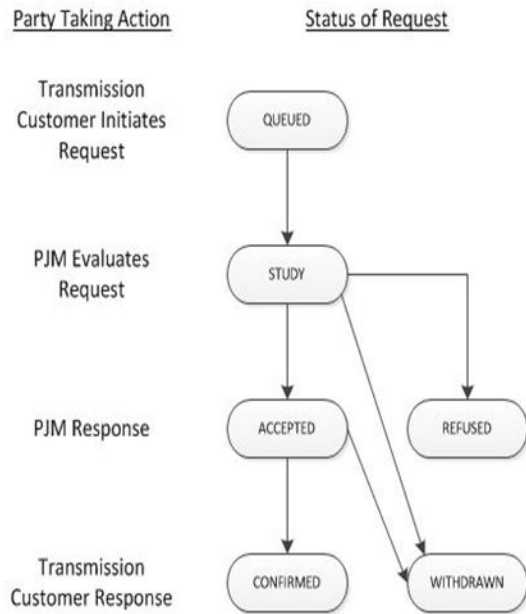 Party Taking Action
Status of Request
Transmission
Customer Initiates
Request
QUEUED
PJM Evaluates
Request
STUDY
PJM Response
ACCEPTED
REFUSED
Transmission
Customer Response
CONFIRMED
WITHDRAWN